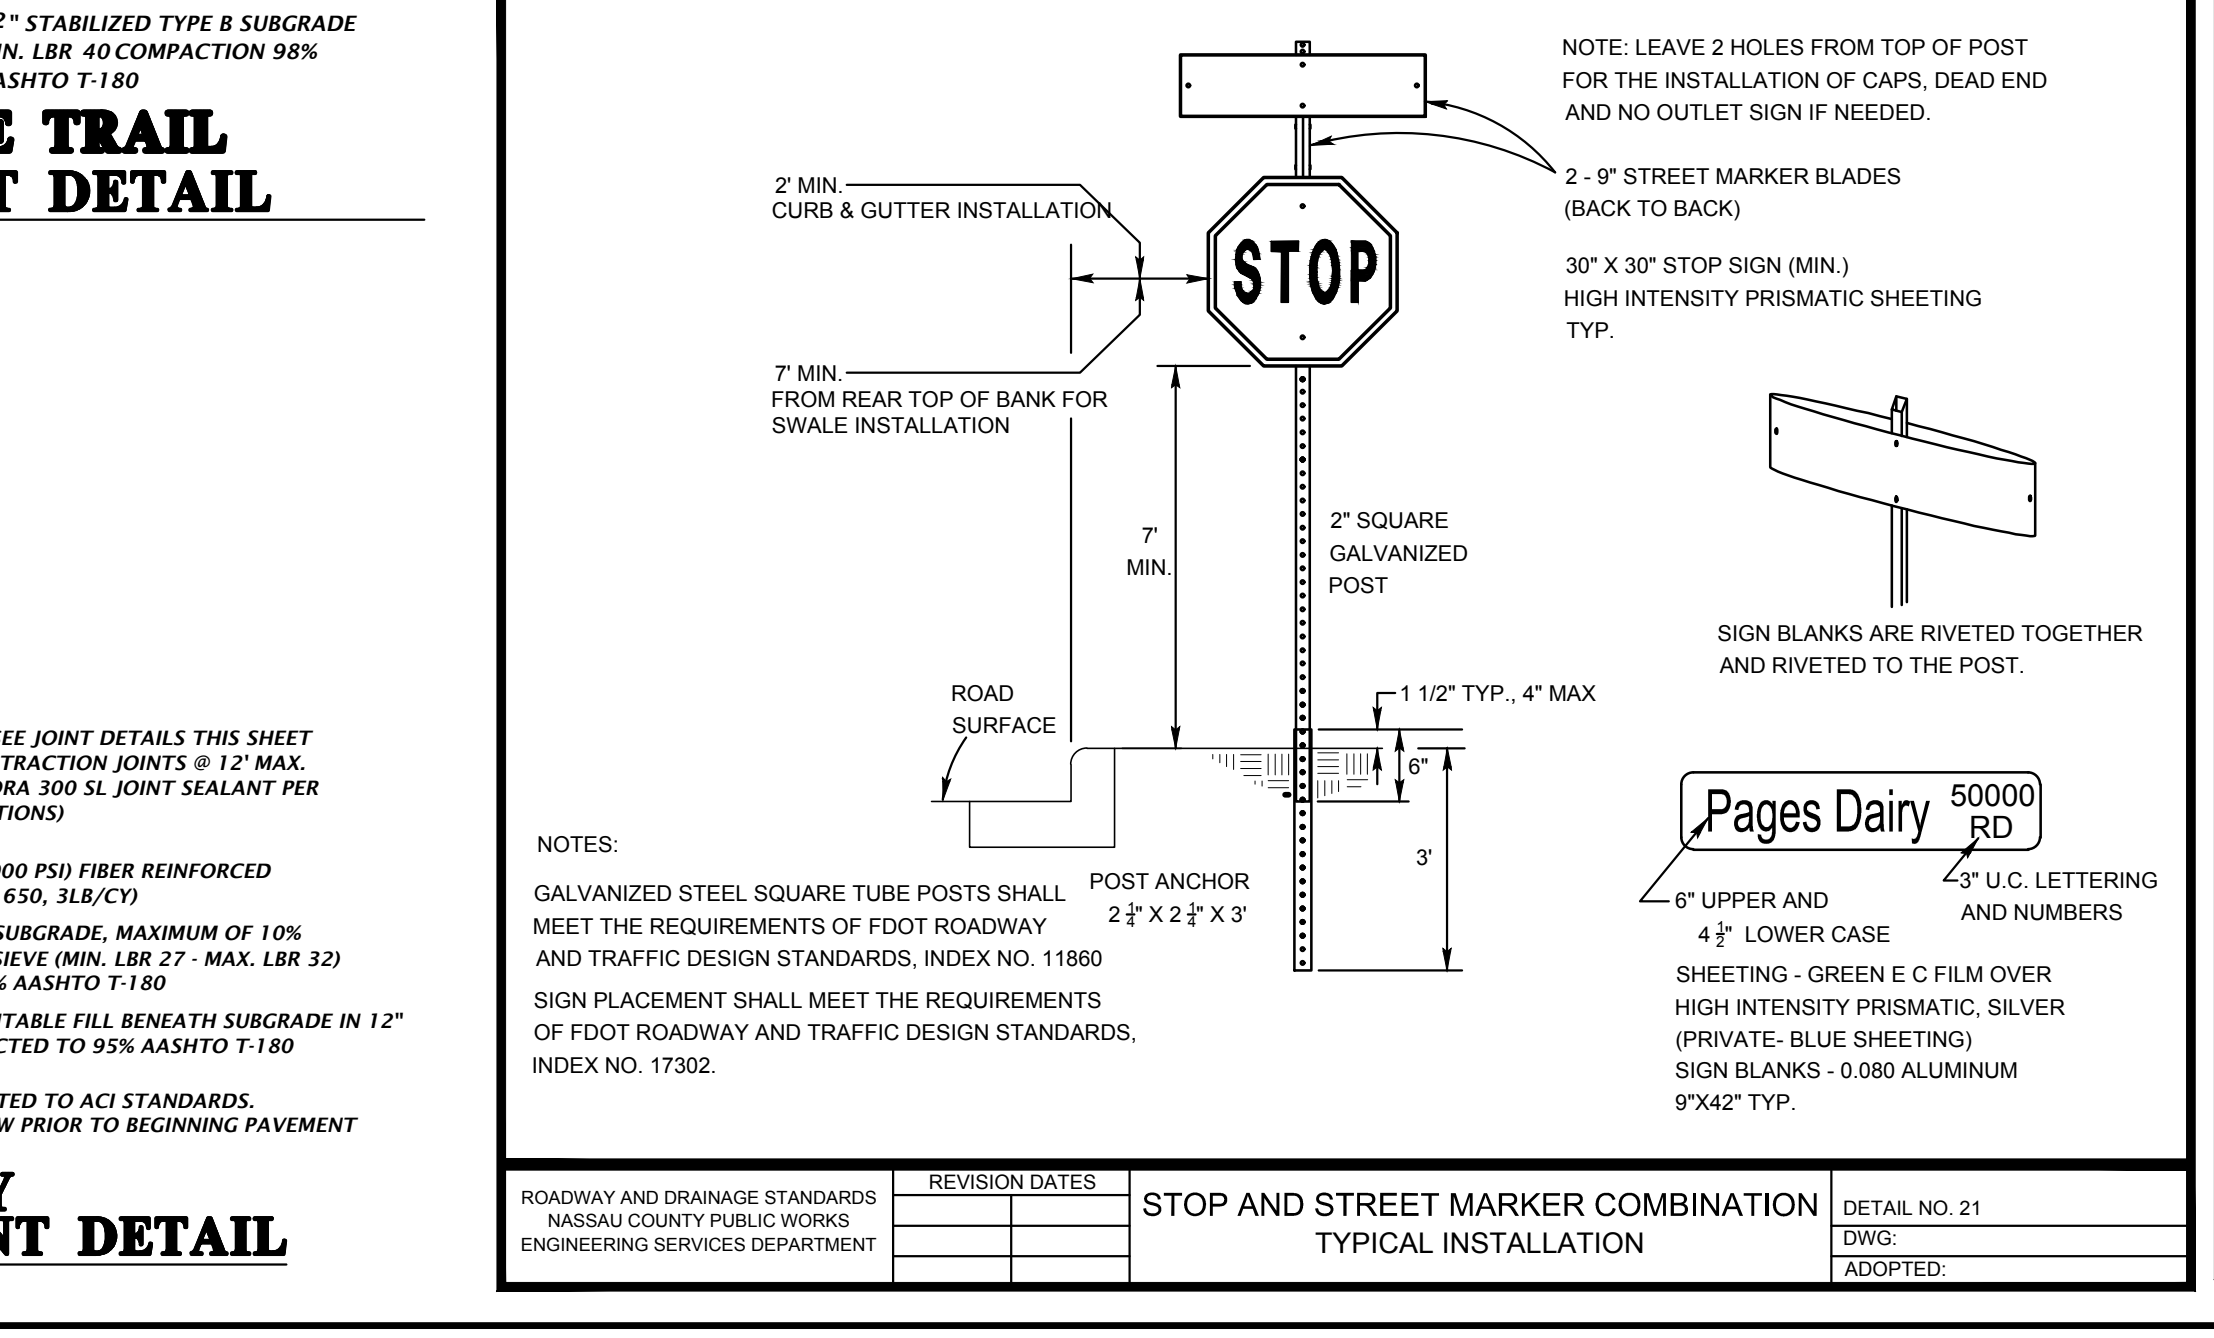 2" STABILIZED TYPE B SUBGRADE
LBR 40 COMPACTION 98%
T-180
TRAIL
DETAIL
SEE JOINT DETAILS THIS SHEET
JOINTS @ 12' MAX.
300 SL JOINT SEALANT PER
PSI) FIBER REINFORCED
650, 3LB/CY)
SUBGRADE, MAXIMUM OF 10%
SIEVE (MIN. LBR 27 - MAX. LBR 32)
% AASHTO T-180
FILL BENEATH SUBGRADE IN 12"
TO 95% AASHTO T-180
TO ACI STANDARDS.
PRIOR TO BEGINNING PAVEMENT
DETAIL
NOTE: LEAVE 2 HOLES FROM TOP OF POST
FOR THE INSTALLATION OF CAPS, DEAD END
AND NO OUTLET SIGN IF NEEDED.
2 - 9" STREET MARKER BLADES
(BACK TO BACK)
2' MIN.
CURB & GUTTER INSTALLATION
STOP
30" X 30" STOP SIGN (MIN.)
HIGH INTENSITY PRISMATIC SHEETING
TYP.
7' MIN.
FROM REAR TOP OF BANK FOR
SWALE INSTALLATION
7'
MIN.
2" SQUARE
GALVANIZED
POST
SIGN BLANKS ARE RIVETED TOGETHER
AND RIVETED TO THE POST.
ROAD
SURFACE
1 1/2" TYP., 4" MAX
6"
3'
POST ANCHOR
2 1/4" X 2 1/4" X 3'
Pages Dairy 50000
RD
6" UPPER AND
4 1/2" LOWER CASE
3" U.C. LETTERING
AND NUMBERS
SHEETING - GREEN E C FILM OVER
HIGH INTENSITY PRISMATIC, SILVER
(PRIVATE- BLUE SHEETING)
SIGN BLANKS - 0.080 ALUMINUM
9"X42" TYP.
NOTES:
GALVANIZED STEEL SQUARE TUBE POSTS SHALL
MEET THE REQUIREMENTS OF FDOT ROADWAY
AND TRAFFIC DESIGN STANDARDS, INDEX NO. 11860
SIGN PLACEMENT SHALL MEET THE REQUIREMENTS
OF FDOT ROADWAY AND TRAFFIC DESIGN STANDARDS,
INDEX NO. 17302.
ROADWAY AND DRAINAGE STANDARDS
NASSAU COUNTY PUBLIC WORKS
ENGINEERING SERVICES DEPARTMENT
REVISION DATES
STOP AND STREET MARKER COMBINATION
TYPICAL INSTALLATION
DETAIL NO. 21
DWG:
ADOPTED: